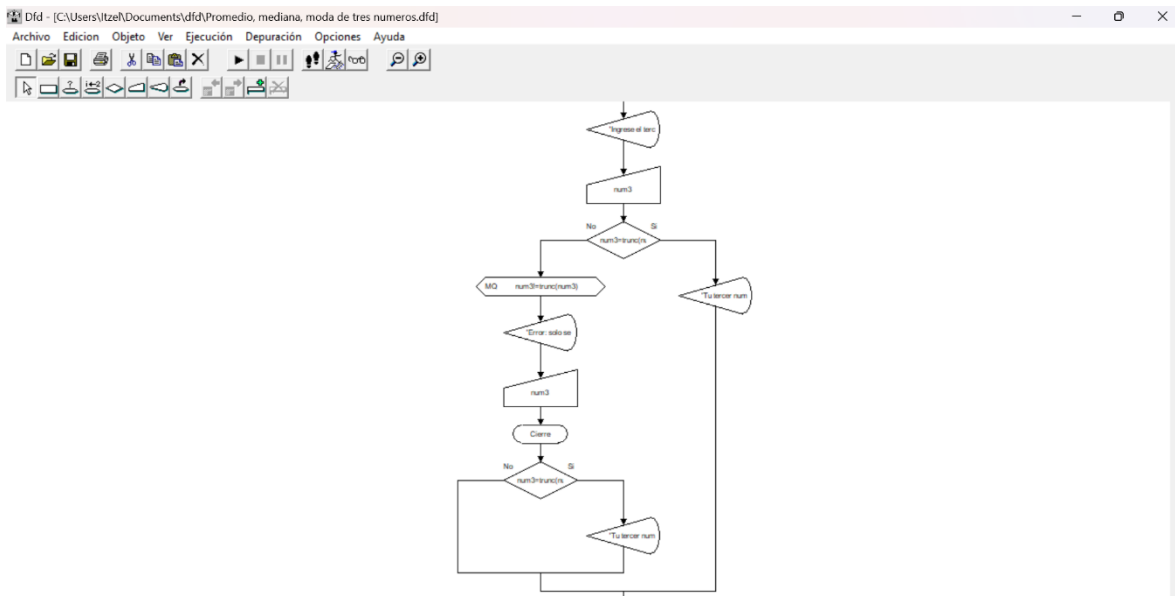 Dfd - [C:\Users\Itzel\Documents\dfd\Promedio, mediana, moda de tres numeros.dfd]
Archivo Edicion Objeto Ver Ejecución Depuración Opciones Ayuda
"Ingrese el terc
num3
No Si
num3=trunc(nu
MQ num3!=trunc(num3)
"Tu tercer num
"Error: solo se
num3
Cierre
No Si
num3=trunc(nu
"Tu tercer num